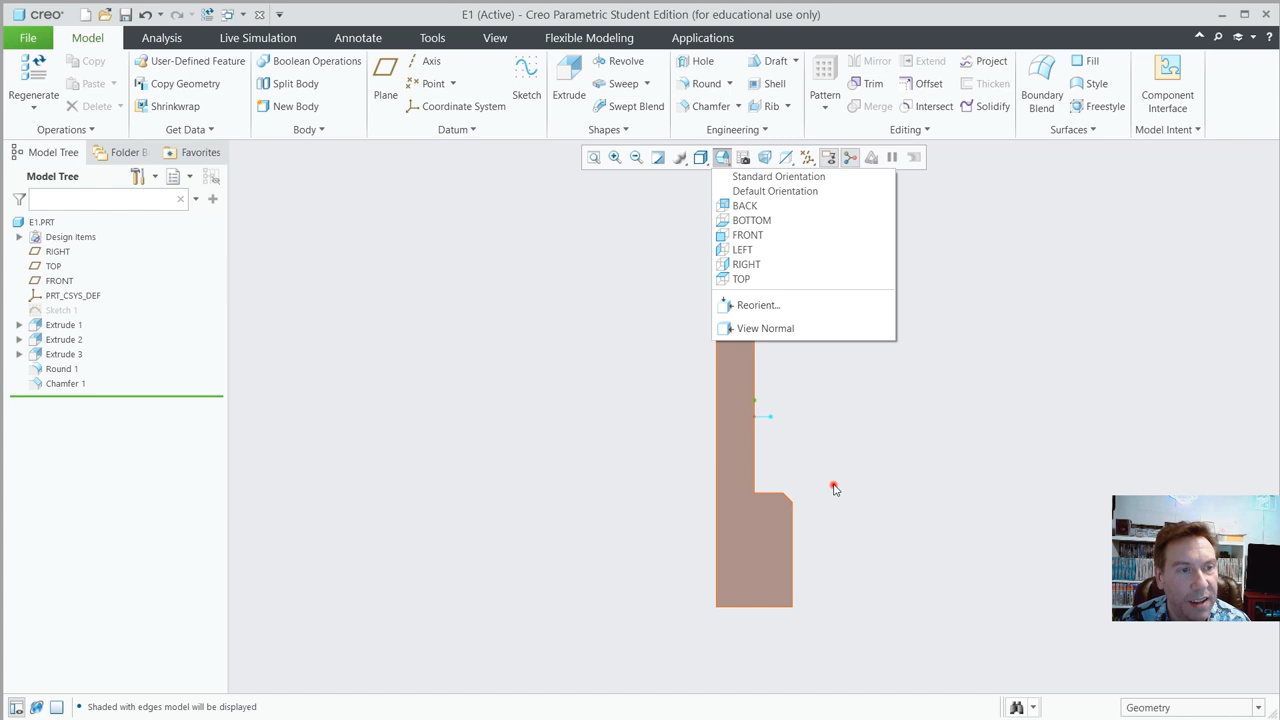 creo
E1 (Active) - Creo Parametric Student Edition (for educational use only)
File Model Analysis Live Simulation Annotate Tools View Flexible Modeling Applications
Regenerate
Copy
Paste
Delete
Operations
User-Defined Feature
Copy Geometry
Shrinkwrap
Get Data
Boolean Operations
Split Body
New Body
Body
Plane
Axis
Point
Coordinate System
Sketch
Datum
Extrude
Revolve
Sweep
Swept Blend
Shapes
Hole
Round
Chamfer
Draft
Shell
Rib
Engineering
Pattern
Mirror
Trim
Merge
Extend
Offset
Intersect
Project
Thicken
Solidify
Editing
Boundary
Blend
Fill
Style
Freestyle
Surfaces
Component
Interface
Model Intent
Model Tree Folder B Favorites
Model Tree
E1.PRT
Design Items
RIGHT
TOP
FRONT
PRT_CSYS_DEF
Sketch 1
Extrude 1
Extrude 2
Extrude 3
Round 1
Chamfer 1
Standard Orientation
Default Orientation
BACK
BOTTOM
FRONT
LEFT
RIGHT
TOP
Reorient...
View Normal
• Shaded with edges model will be displayed
Geometry